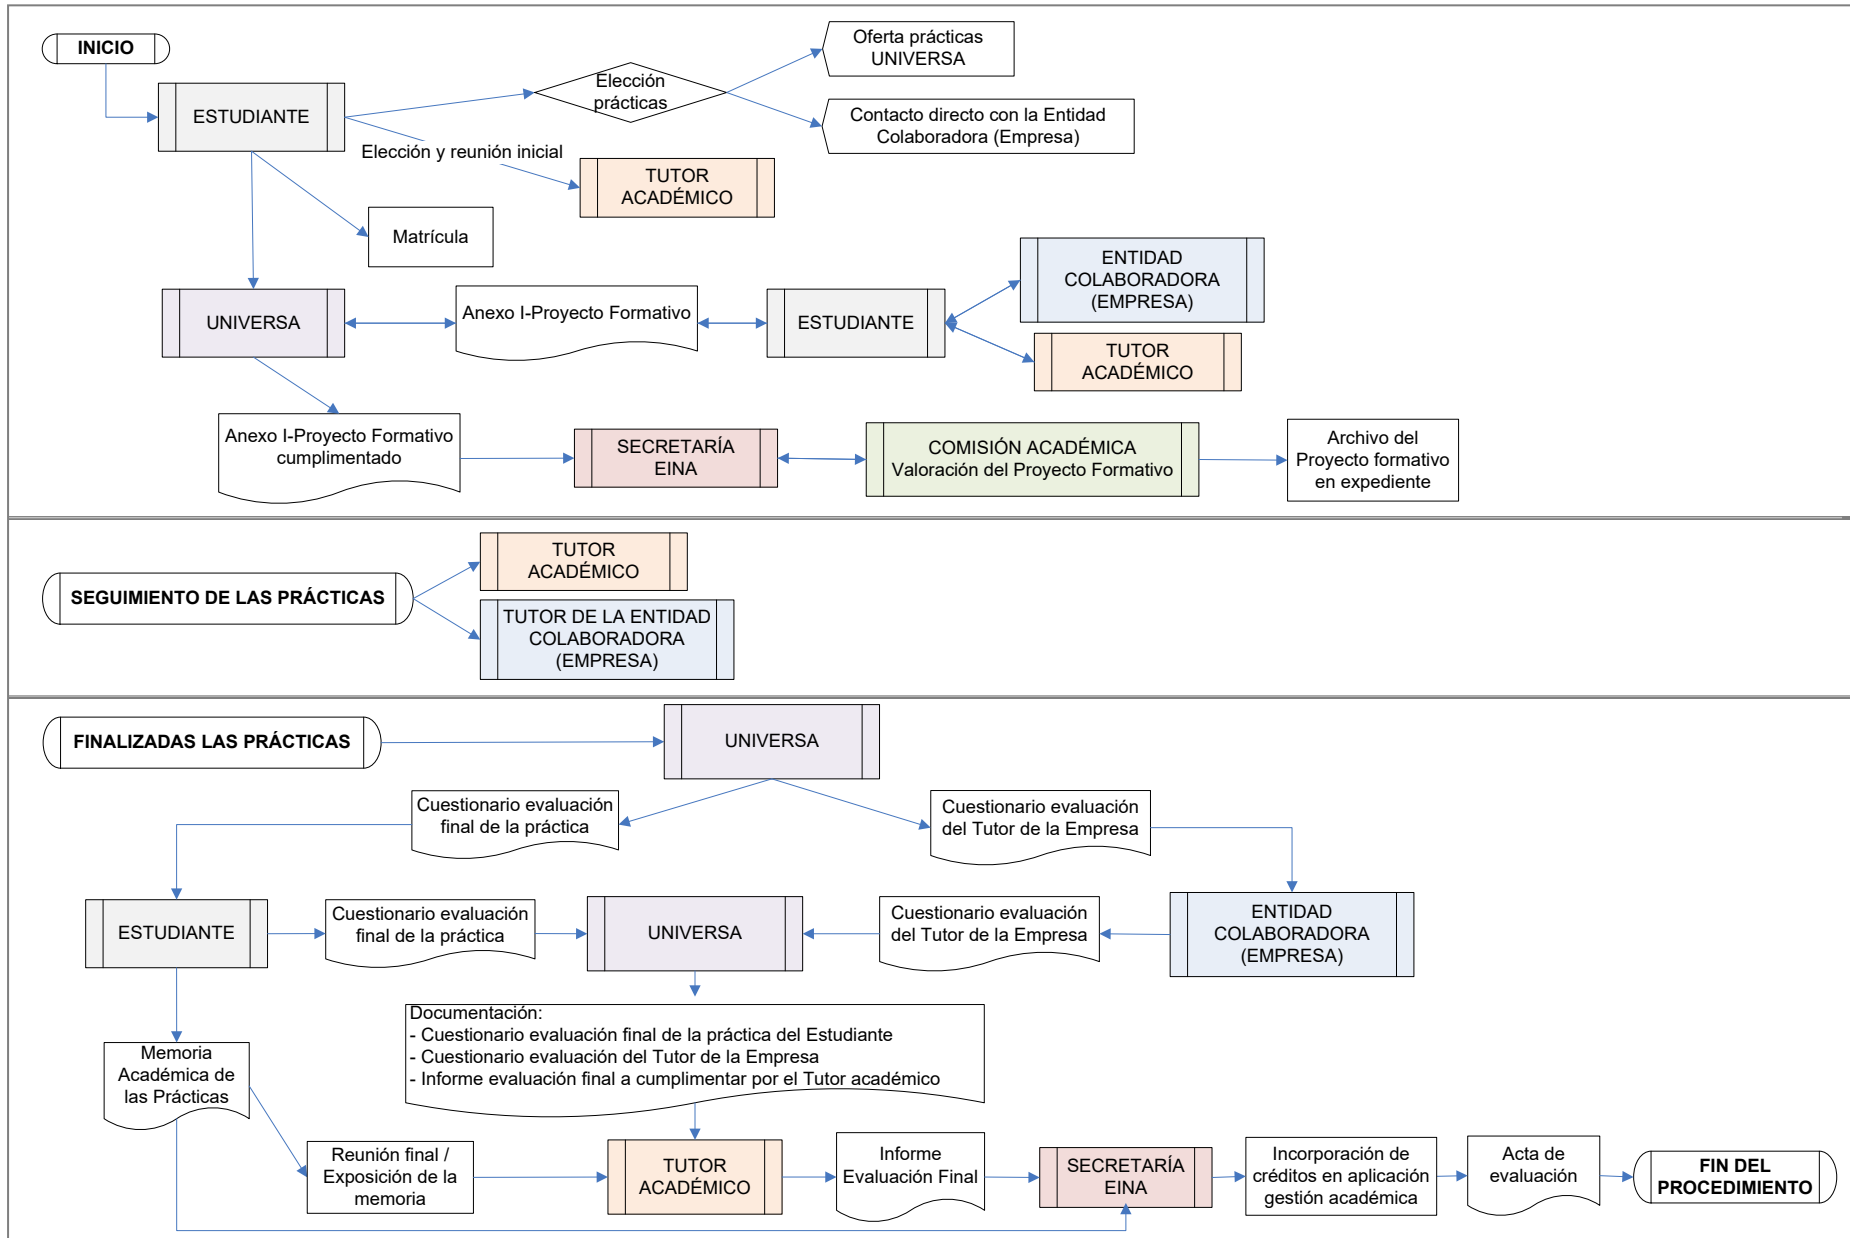 INICIO
ESTUDIANTE
Elección
prácticas
Oferta prácticas
UNIVERSA
Contacto directo con la Entidad
Colaboradora (Empresa)
Elección y reunión inicial
TUTOR
ACADÉMICO
Matrícula
UNIVERSA
Anexo I-Proyecto Formativo
ESTUDIANTE
ENTIDAD
COLABORADORA
(EMPRESA)
TUTOR
ACADÉMICO
Anexo I-Proyecto Formativo
cumplimentado
SECRETARÍA
EINA
COMISIÓN ACADÉMICA
Valoración del Proyecto Formativo
Archivo del
Proyecto formativo
en expediente
SEGUIMIENTO DE LAS PRÁCTICAS
TUTOR
ACADÉMICO
TUTOR DE LA ENTIDAD
COLABORADORA
(EMPRESA)
FINALIZADAS LAS PRÁCTICAS
UNIVERSA
Cuestionario evaluación
final de la práctica
Cuestionario evaluación
del Tutor de la Empresa
ESTUDIANTE
Cuestionario evaluación
final de la práctica
UNIVERSA
Cuestionario evaluación
del Tutor de la Empresa
ENTIDAD
COLABORADORA
(EMPRESA)
Documentación:
- Cuestionario evaluación final de la práctica del Estudiante
- Cuestionario evaluación del Tutor de la Empresa
- Informe evaluación final a cumplimentar por el Tutor académico
Memoria
Académica de
las Prácticas
Reunión final /
Exposición de la
memoria
TUTOR
ACADÉMICO
Informe
Evaluación Final
SECRETARÍA
EINA
Incorporación de
créditos en aplicación
gestión académica
Acta de
evaluación
FIN DEL
PROCEDIMIENTO